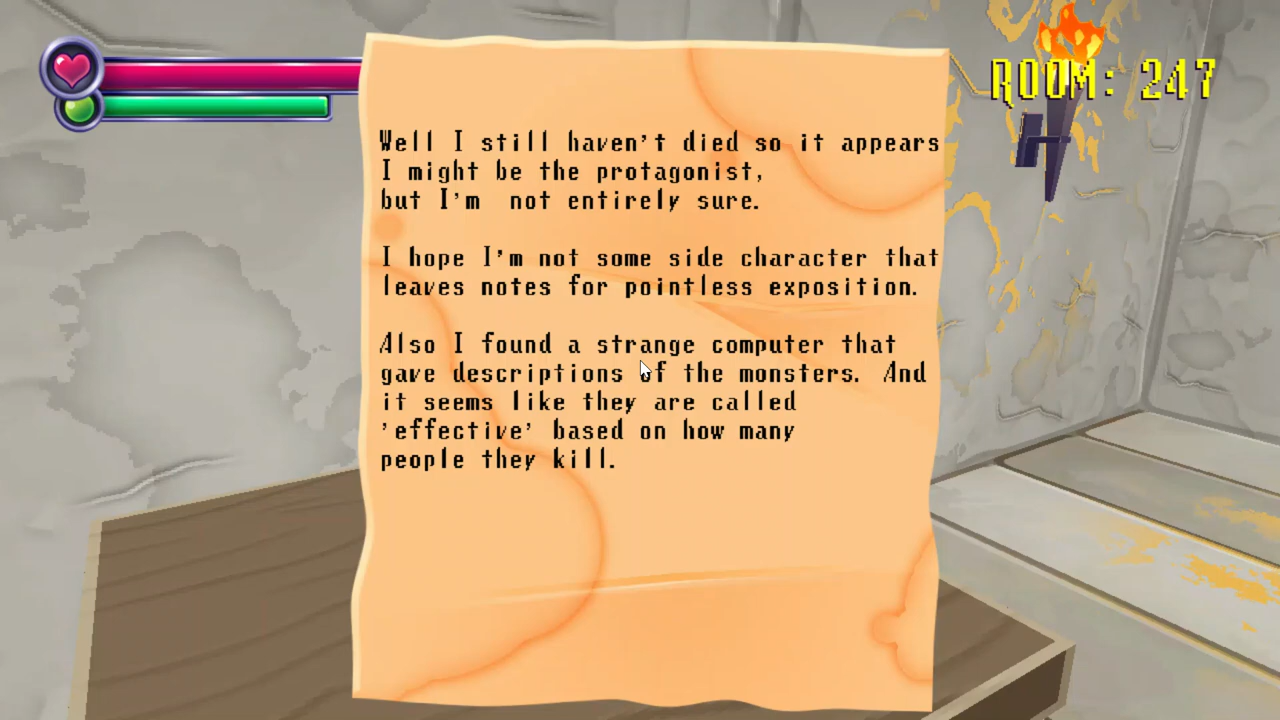 ROOM: 247
Well I still haven't died so it appears
I might be the protagonist,
but I'm  not entirely sure.
I hope I'm not some side character that
leaves notes for pointless exposition.
Also I found a strange computer that
gave descriptions of the monsters.  And
it seems like they are called
'effective' based on how many
people they kill.